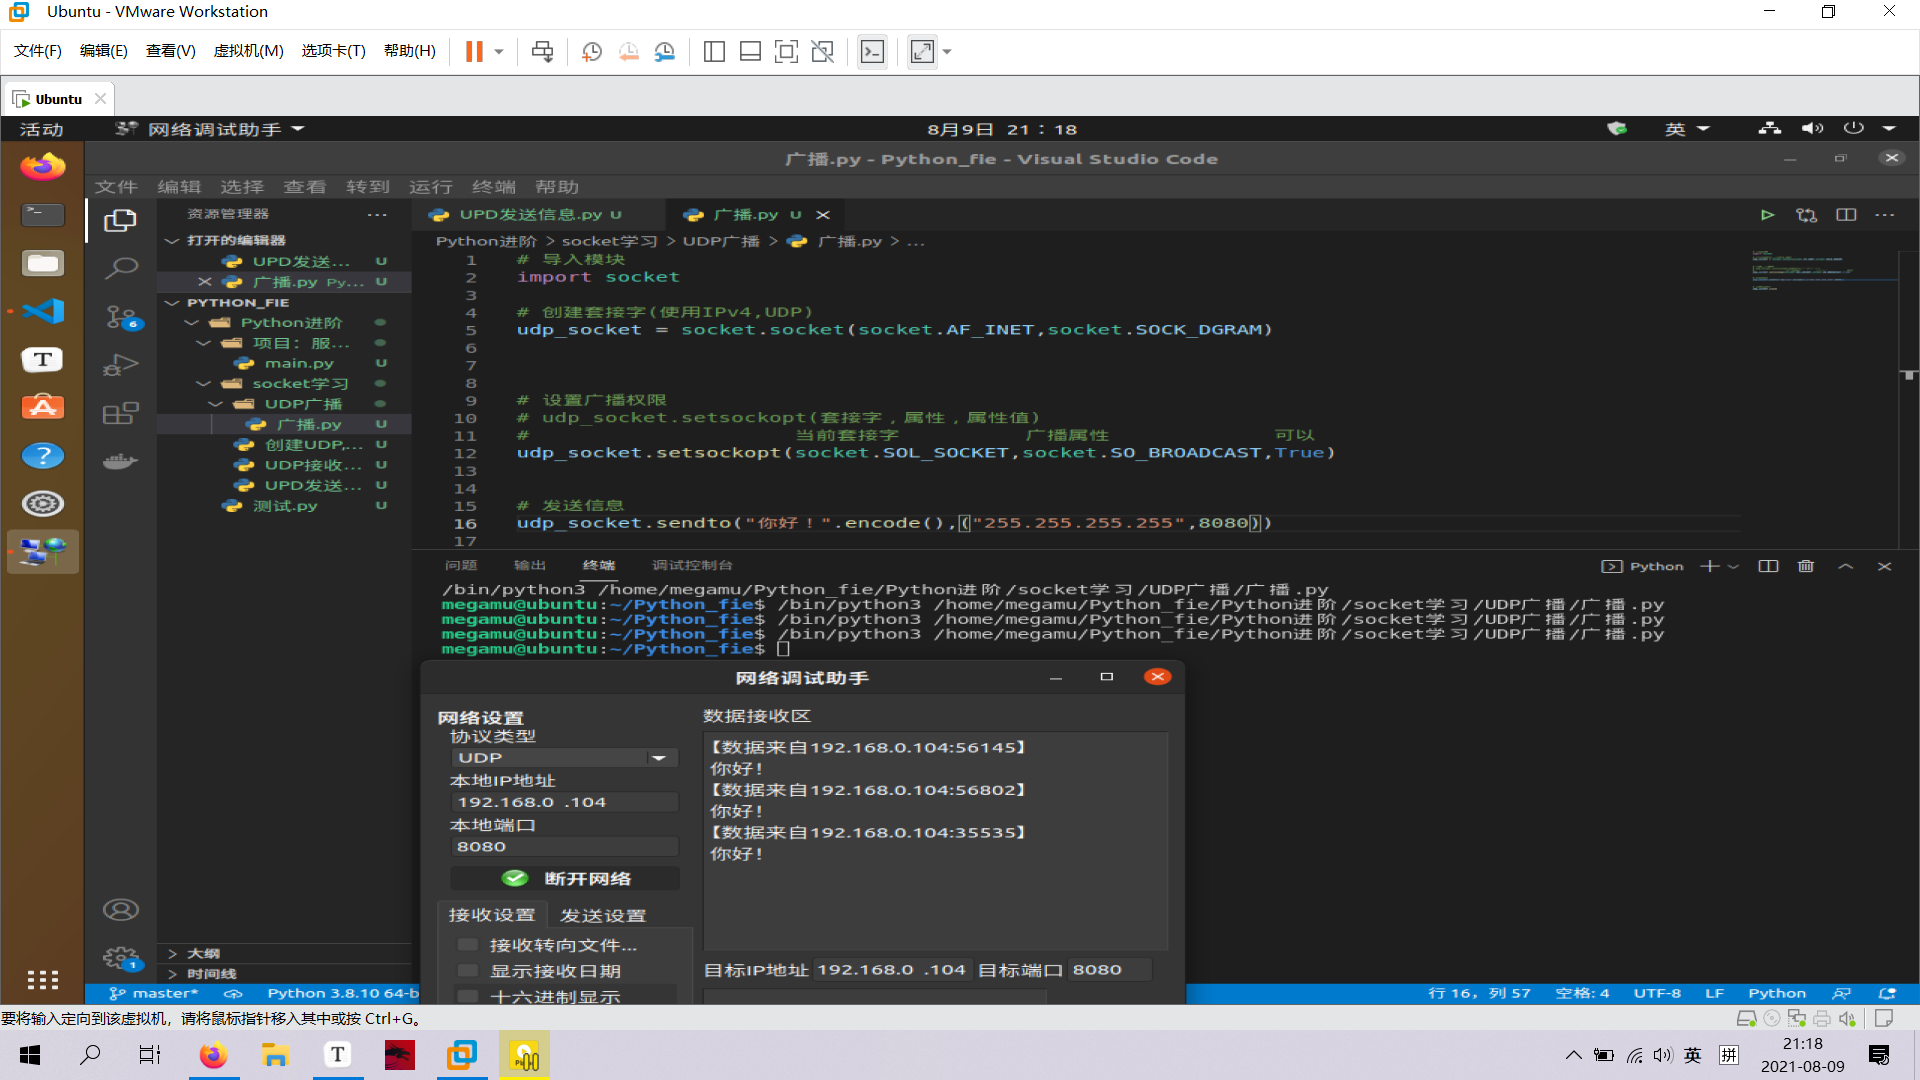 Ubuntu - VMware Workstation
文件(F) 编辑(E) 查看(V) 虚拟机(M) 选项卡(T) 帮助(H)
Ubuntu
活动 网络调试助手 8月9日 21：18 英
广播.py - Python_fie - Visual Studio Code
文件 编辑 选择 查看 转到 运行 终端 帮助
资源管理器
打开的编辑器
UPD发送... U
广播.py Py... U
PYTHON_FIE
Python进阶
项目：服...
main.py U
socket学习
UDP广播
广播.py U
创建UDP,... U
UDP接收... U
UPD发送... U
测试.py U
大纲
时间线
6
1
UPD发送信息.py U 广播.py U
Python进阶 > socket学习 > UDP广播 > 广播.py > ...
1 # 导入模块
2 import socket
3
4 # 创建套接字(使用IPv4,UDP)
5 udp_socket = socket.socket(socket.AF_INET,socket.SOCK_DGRAM)
6
7
8
9 # 设置广播权限
10 # udp_socket.setsockopt(套接字，属性，属性值)
11 # 当前套接字 广播属性 可以
12 udp_socket.setsockopt(socket.SOL_SOCKET,socket.SO_BROADCAST,True)
13
14
15 # 发送信息
16 udp_socket.sendto("你好！".encode(),("255.255.255.255",8080))
17
问题 输出 终端 调试控制台 Python
/bin/python3 /home/megamu/Python_fie/Python进阶/socket学习/UDP广播/广播.py
megamu@ubuntu:~/Python_fie$ /bin/python3 /home/megamu/Python_fie/Python进阶/socket学习/UDP广播/广播.py
megamu@ubuntu:~/Python_fie$ /bin/python3 /home/megamu/Python_fie/Python进阶/socket学习/UDP广播/广播.py
megamu@ubuntu:~/Python_fie$ /bin/python3 /home/megamu/Python_fie/Python进阶/socket学习/UDP广播/广播.py
megamu@ubuntu:~/Python_fie$
网络调试助手
网络设置
协议类型
UDP
本地IP地址
192.168.0 .104
本地端口
8080
断开网络
接收设置 发送设置
接收转向文件...
显示接收日期
十六进制显示
数据接收区
【数据来自192.168.0.104:56145】
你好！
【数据来自192.168.0.104:56802】
你好！
【数据来自192.168.0.104:35535】
你好！
目标IP地址 192.168.0 .104 目标端口 8080
master* Python 3.8.10 64-b 行 16，列 57 空格: 4 UTF-8 LF Python
要将输入定向到该虚拟机，请将鼠标指针移入其中或按 Ctrl+G。
英 拼 21:18
2021-08-09